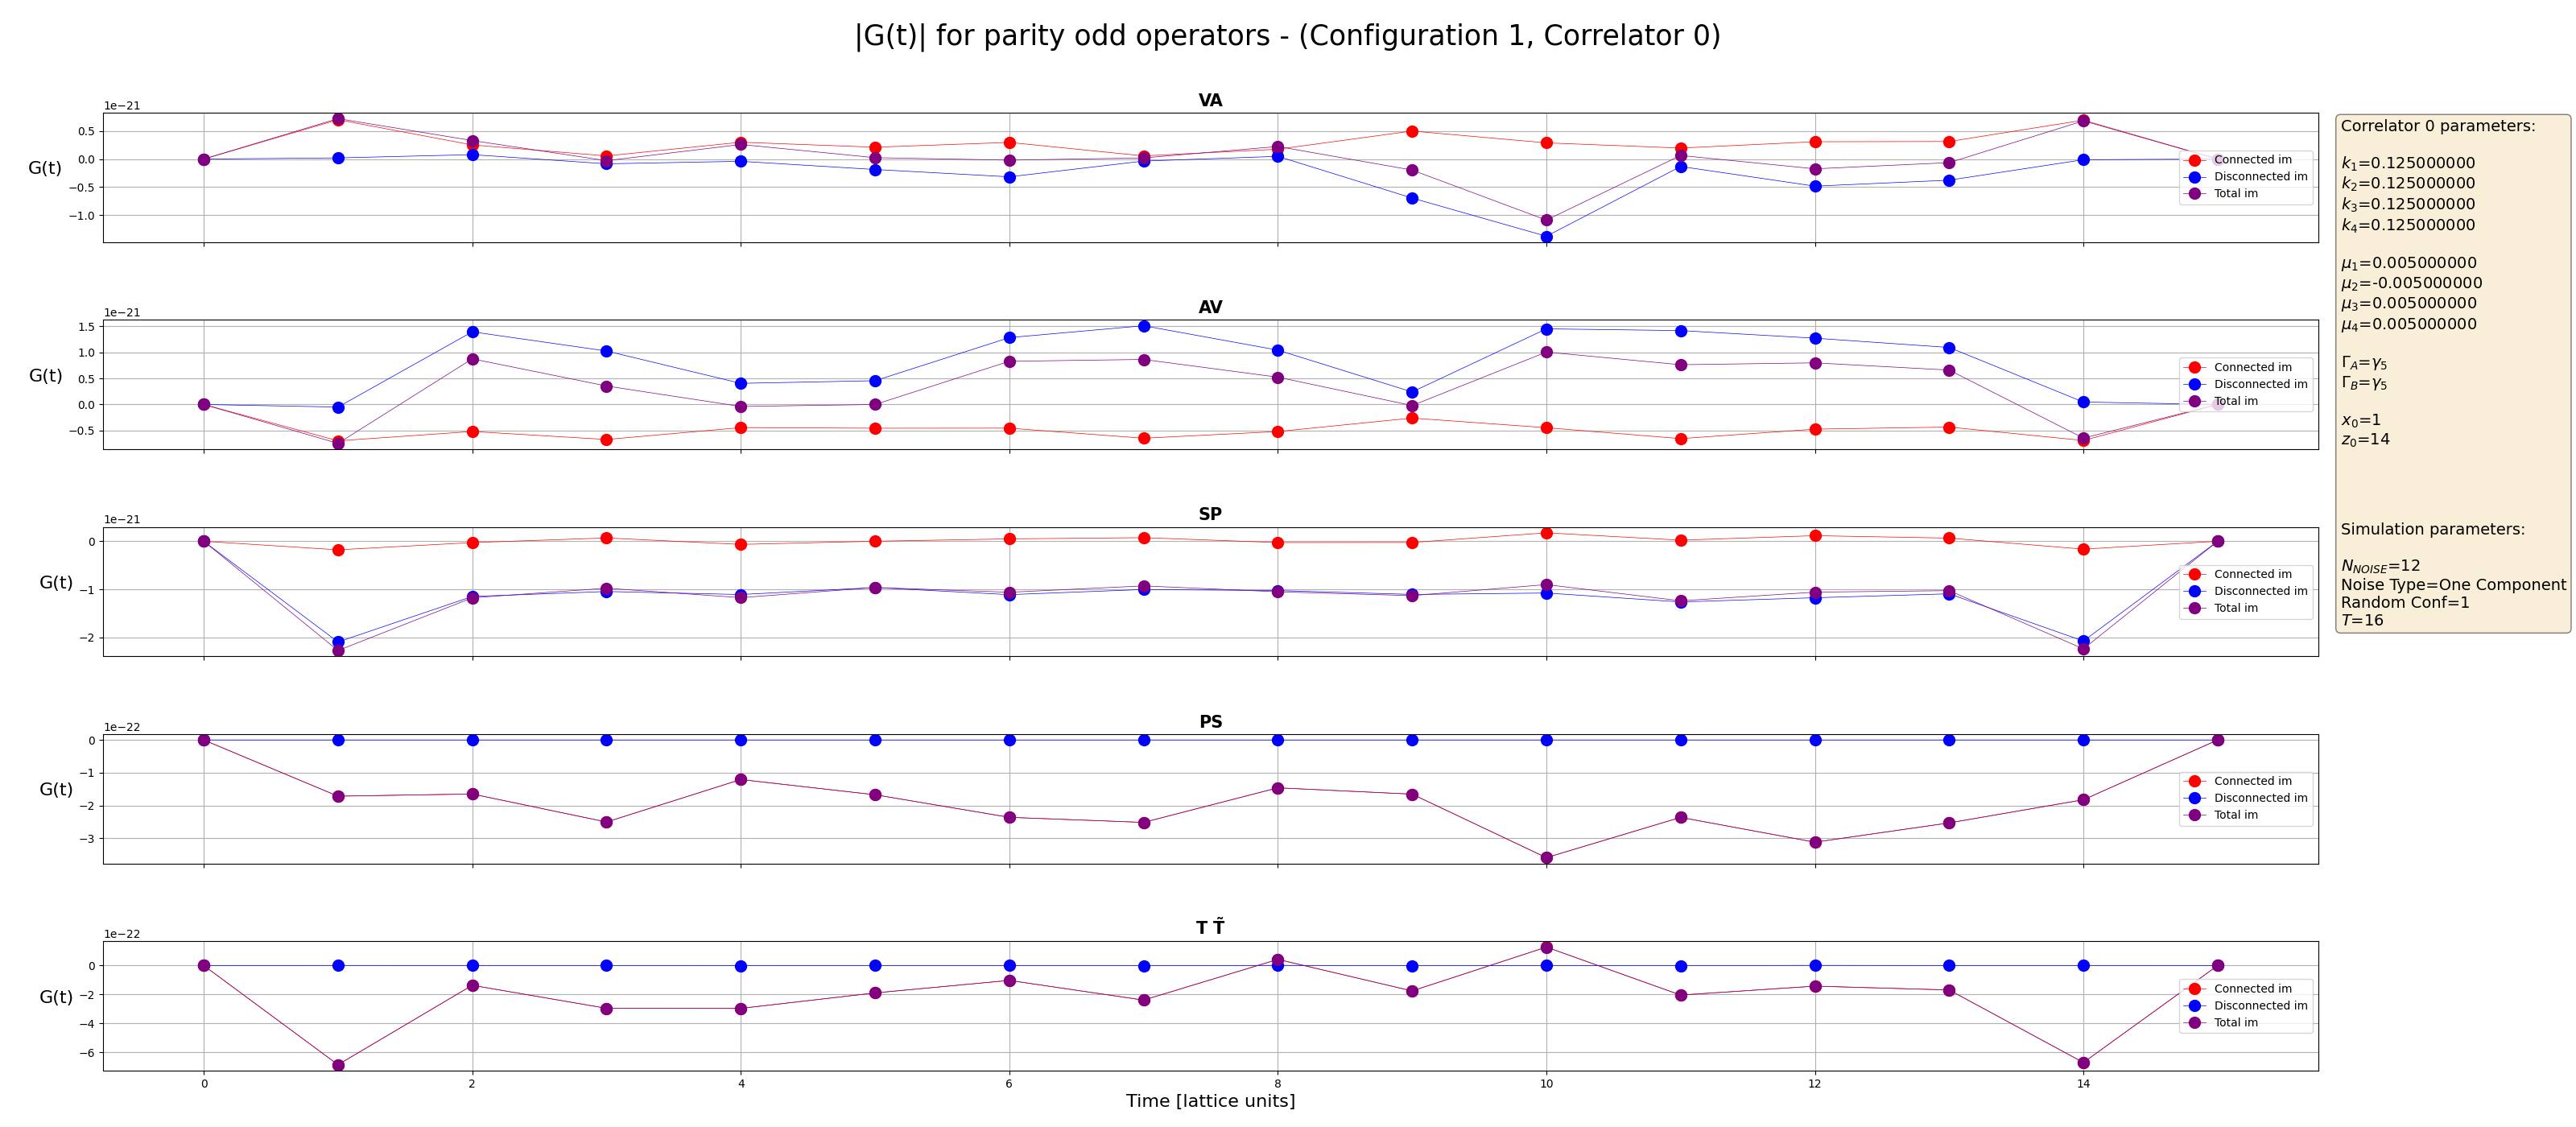 |G(t)| for parity odd operators - (Configuration 1, Correlator 0)
VA
1e−21
0.5
0.0
−0.5
−1.0
G(t)
Connected im
Disconnected im
Total im
AV
1e−21
1.5
1.0
0.5
0.0
−0.5
G(t)
Connected im
Disconnected im
Total im
SP
1e−21
0
−1
−2
G(t)
Connected im
Disconnected im
Total im
PS
1e−22
0
−1
−2
−3
G(t)
Connected im
Disconnected im
Total im
T T̃
1e−22
0
−2
−4
−6
G(t)
Connected im
Disconnected im
Total im
0 2 4 6 8 10 12 14
Time [lattice units]
Correlator 0 parameters:
k₁=0.125000000
k₂=0.125000000
k₃=0.125000000
k₄=0.125000000
μ₁=0.005000000
μ₂=-0.005000000
μ₃=0.005000000
μ₄=0.005000000
Γ_A=γ₅
Γ_B=γ₅
x₀=1
z₀=14
Simulation parameters:
N_NOISE=12
Noise Type=One Component
Random Conf=1
T=16